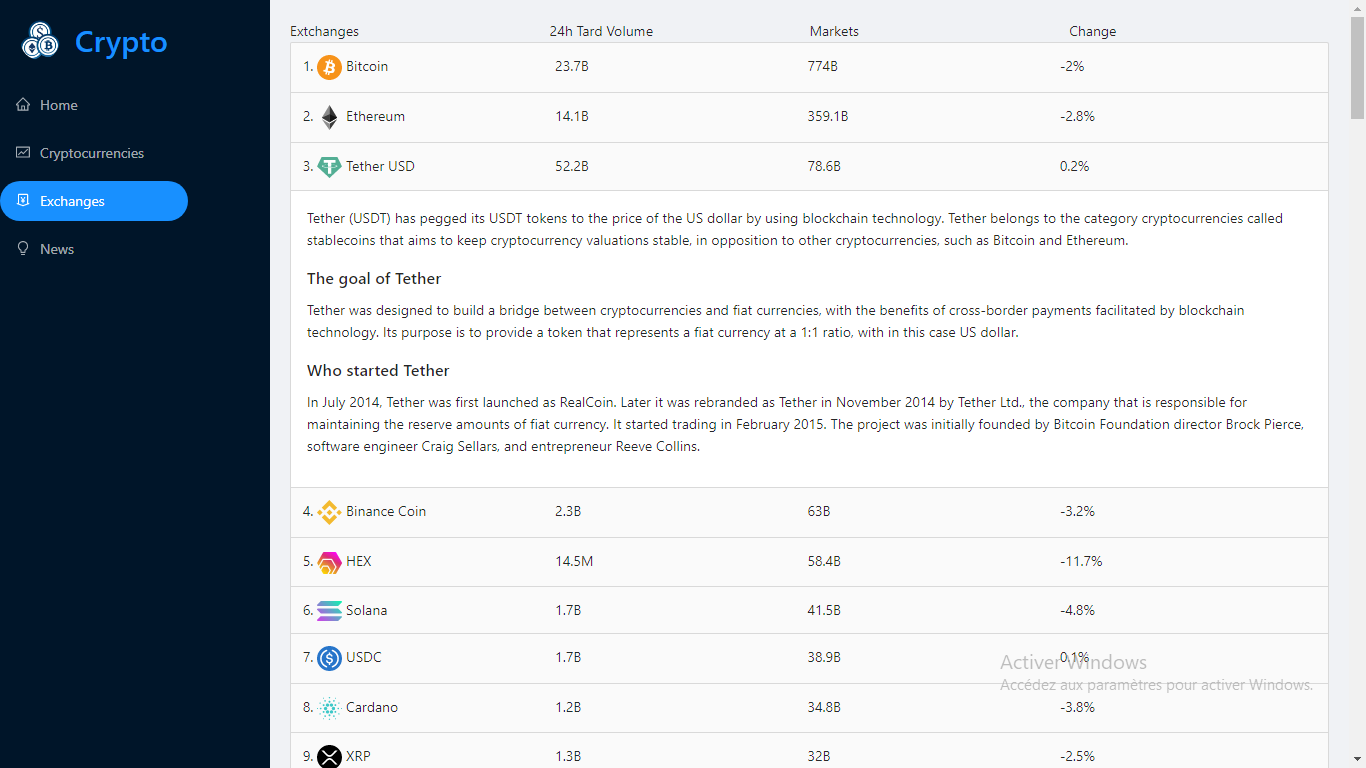 Crypto
Home
Cryptocurrencies
Exchanges
News
Extchanges 24h Tard Volume Markets Change
1. Bitcoin 23.7B 774B -2%
2. Ethereum 14.1B 359.1B -2.8%
3. Tether USD 52.2B 78.6B 0.2%
Tether (USDT) has pegged its USDT tokens to the price of the US dollar by using blockchain technology. Tether belongs to the category cryptocurrencies called
stablecoins that aims to keep cryptocurrency valuations stable, in opposition to other cryptocurrencies, such as Bitcoin and Ethereum.
The goal of Tether
Tether was designed to build a bridge between cryptocurrencies and fiat currencies, with the benefits of cross-border payments facilitated by blockchain
technology. Its purpose is to provide a token that represents a fiat currency at a 1:1 ratio, with in this case US dollar.
Who started Tether
In July 2014, Tether was first launched as RealCoin. Later it was rebranded as Tether in November 2014 by Tether Ltd., the company that is responsible for
maintaining the reserve amounts of fiat currency. It started trading in February 2015. The project was initially founded by Bitcoin Foundation director Brock Pierce,
software engineer Craig Sellars, and entrepreneur Reeve Collins.
4. Binance Coin 2.3B 63B -3.2%
5. HEX 14.5M 58.4B -11.7%
6. Solana 1.7B 41.5B -4.8%
7. USDC 1.7B 38.9B 0.1%
Activer Windows
Accédez aux paramètres pour activer Windows.
8. Cardano 1.2B 34.8B -3.8%
9. XRP 1.3B 32B -2.5%